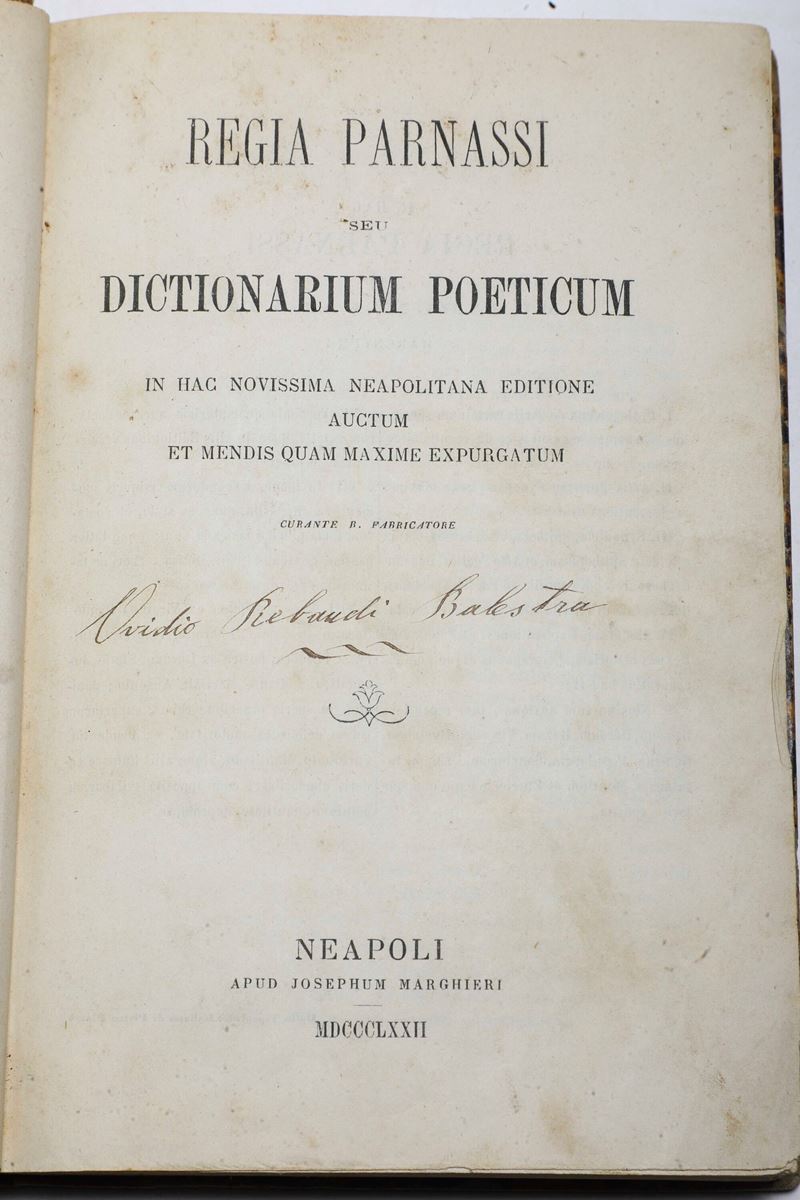 REGIA PARNASSI
SEU
DICTIONARIUM POETICUM
IN HAC NOVISSIMA NEAPOLITANA EDITIONE
AUCTUM
ET MENDIS QUAM MAXIME EXPURGATUM
CURANTE B. FABRICATORE
Ovidio Rebaudi Balestra
NEAPOLI
APUD JOSEPHUM MARGHIERI
MDCCCLXXII